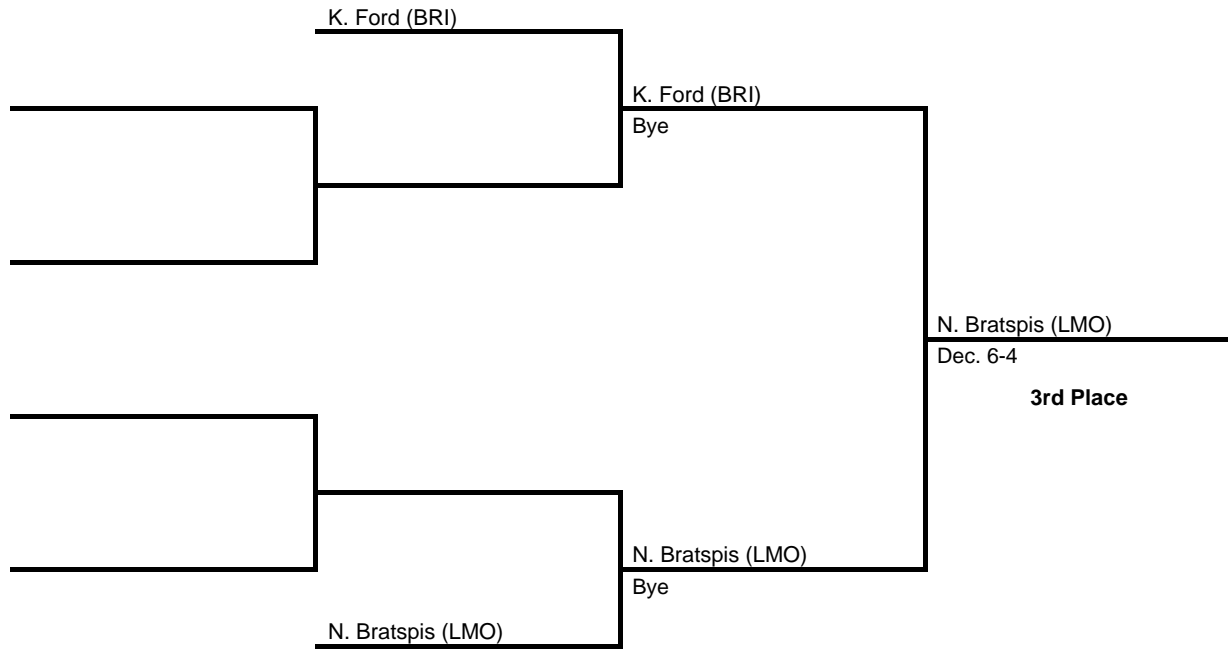 K. Ford (BRI)
K. Ford (BRI)
Bye
N. Bratspis (LMO)
Dec. 6-4
3rd Place
N. Bratspis (LMO)
Bye
N. Bratspis (LMO)